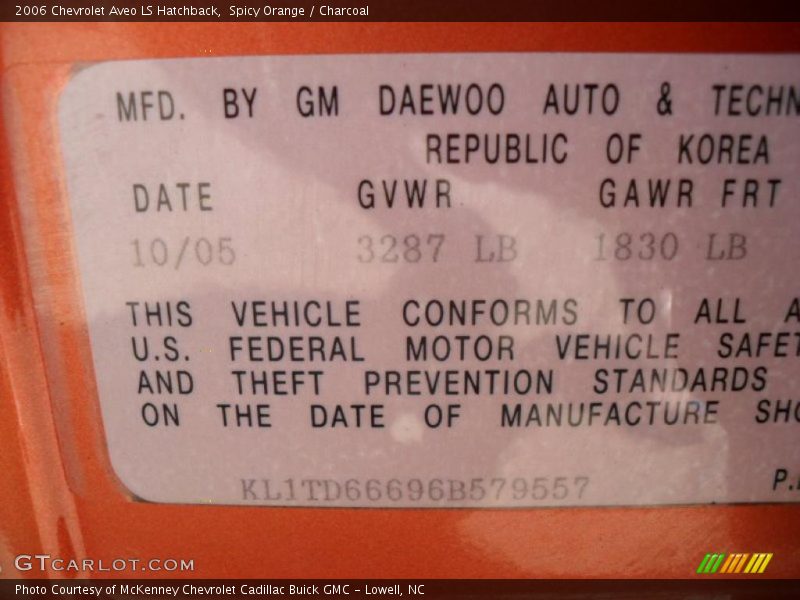 2006 Chevrolet Aveo LS Hatchback,  Spicy Orange / Charcoal
MFD. BY GM DAEWOO AUTO & TECHN
REPUBLIC OF KOREA
DATE GVWR GAWR FRT
10/05 3287 LB 1830 LB
THIS VEHICLE CONFORMS TO ALL A
U.S. FEDERAL MOTOR VEHICLE SAFET
AND THEFT PREVENTION STANDARDS
ON THE DATE OF MANUFACTURE SHO
KL1TD66696B579557 P.
GTCARLOT.COM
Photo Courtesy of McKenney Chevrolet Cadillac Buick GMC - Lowell, NC